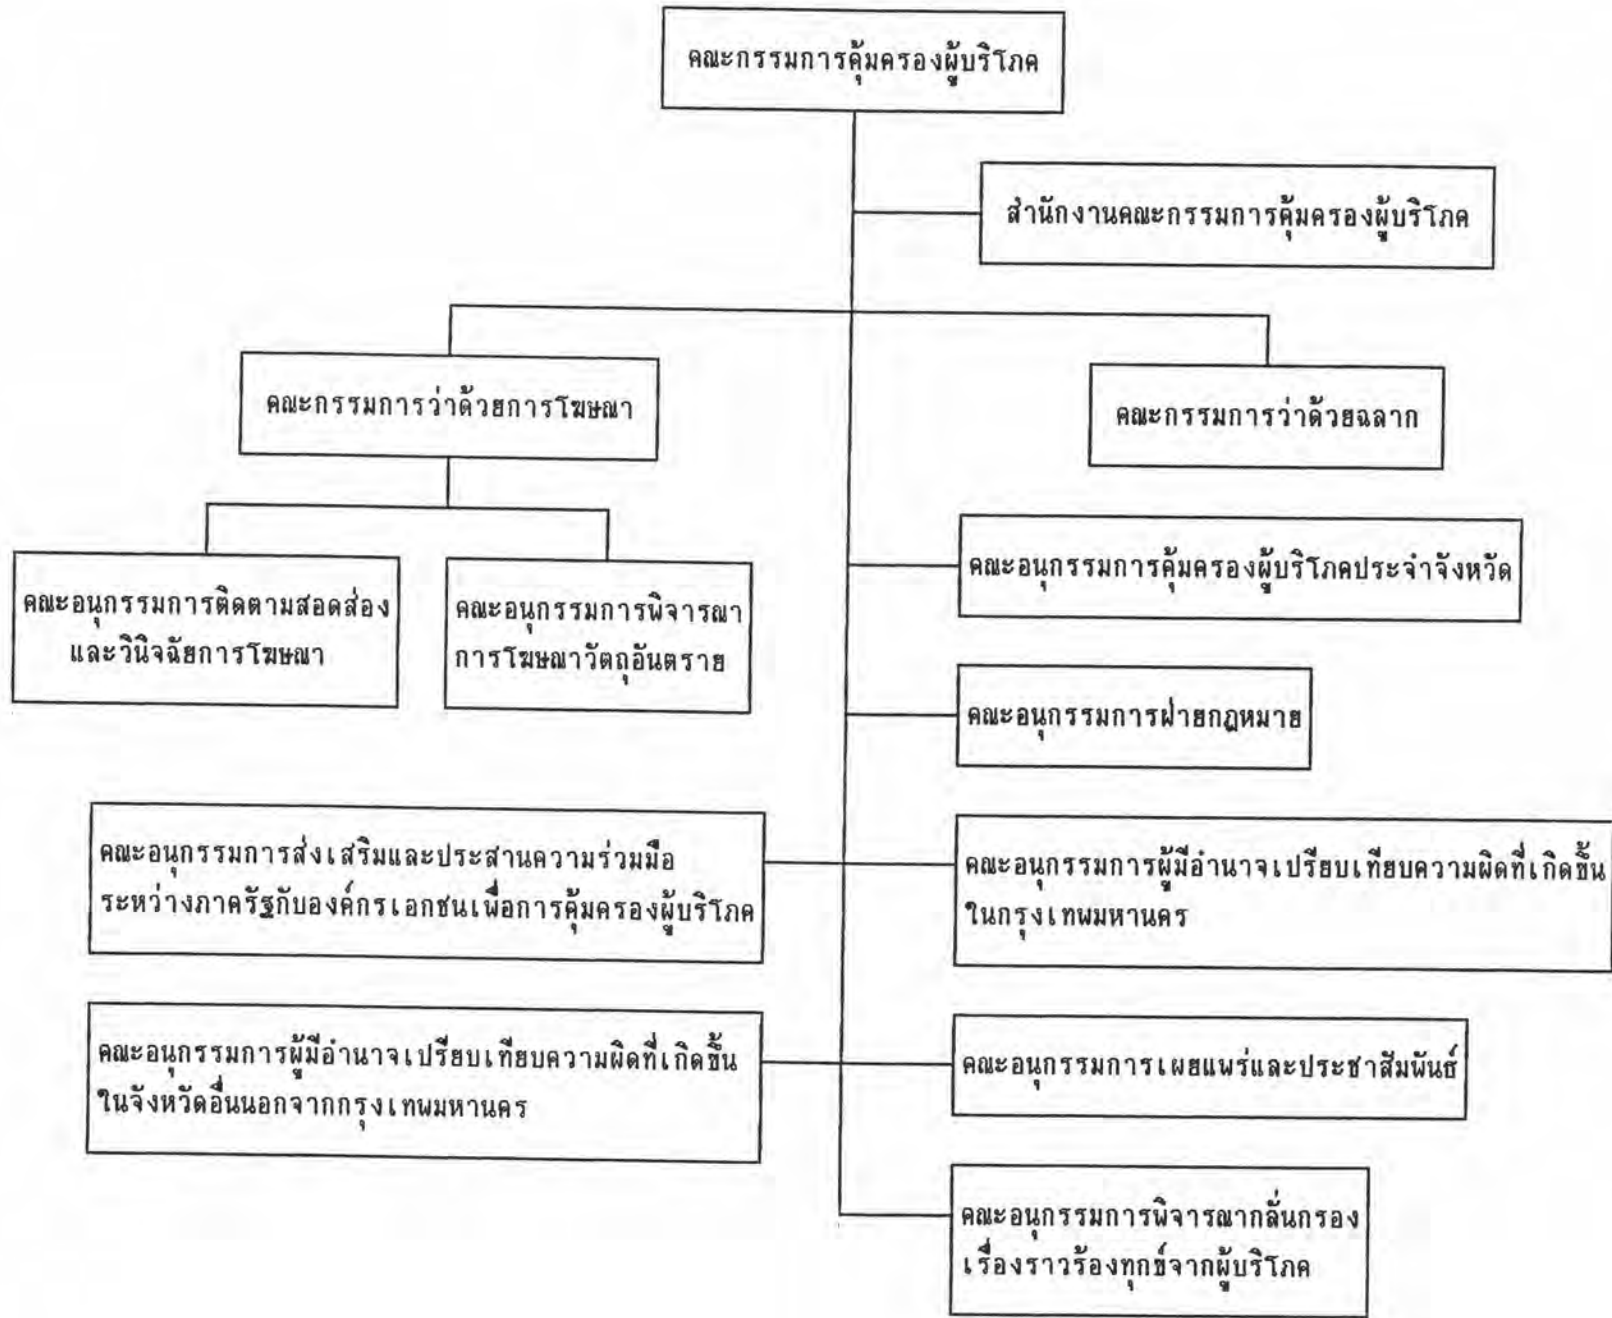 คณะกรรมการคุ้มครองผู้บริโภค
สำนักงานคณะกรรมการคุ้มครองผู้บริโภค
คณะกรรมการว่าด้วยการโฆษณา
คณะกรรมการว่าด้วยฉลาก
คณะอนุกรรมการติดตามสอดส่อง
และวินิจฉัยการโฆษณา
คณะอนุกรรมการพิจารณา
การโฆษณาวัตถุอันตราย
คณะอนุกรรมการคุ้มครองผู้บริโภคประจำจังหวัด
คณะอนุกรรมการฝ่ายกฎหมาย
คณะอนุกรรมการส่งเสริมและประสานความร่วมมือ
ระหว่างภาครัฐกับองค์กรเอกชนเพื่อการคุ้มครองผู้บริโภค
คณะอนุกรรมการผู้มีอำนาจเปรียบเทียบความผิดที่เกิดขึ้น
ในกรุงเทพมหานคร
คณะอนุกรรมการผู้มีอำนาจเปรียบเทียบความผิดที่เกิดขึ้น
ในจังหวัดอื่นนอกจากกรุงเทพมหานคร
คณะอนุกรรมการเผยแพร่และประชาสัมพันธ์
คณะอนุกรรมการพิจารณากลั่นกรอง
เรื่องราวร้องทุกข์จากผู้บริโภค